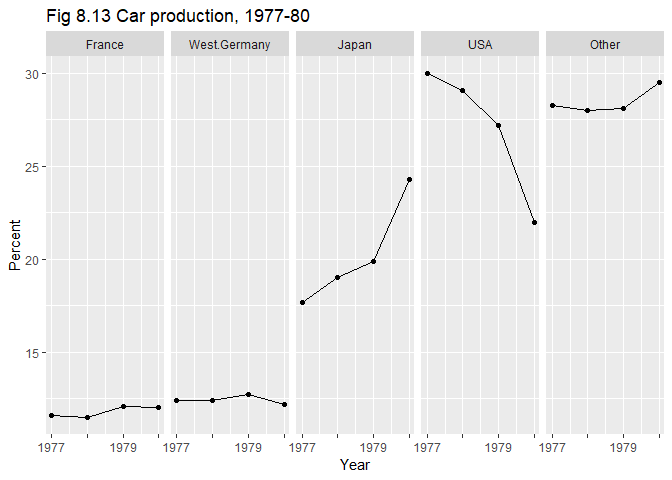 Fig 8.13 Car production, 1977-80
France West.Germany Japan USA Other
30
25
20
15
Percent
1977 1979 1977 1979 1977 1979 1977 1979 1977 1979
Year